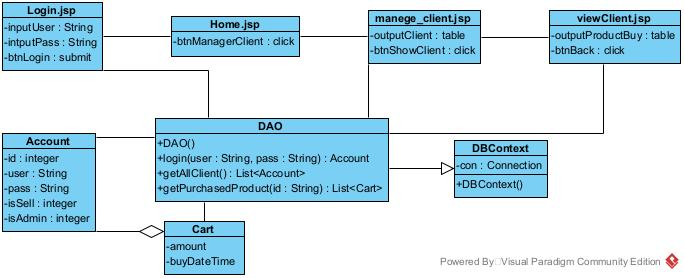 Login.jsp
-inputUser : String
-intputPass : String
-btnLogin : submit
Home.jsp
-btnManagerClient : click
manege_client.jsp
-outputClient : table
-btnShowClient : click
viewClient.jsp
-outputProductBuy : table
-btnBack : click
DAO
+DAO()
+login(user : String, pass : String) : Account
+getAllClient() : List<Account>
+getPurchasedProduct(id : String) : List<Cart>
Account
-id : integer
-user : String
-pass : String
-isSell : integer
-isAdmin : integer
DBContext
-con : Connection
+DBContext()
Cart
-amount
-buyDateTime
Powered By Visual Paradigm Community Edition